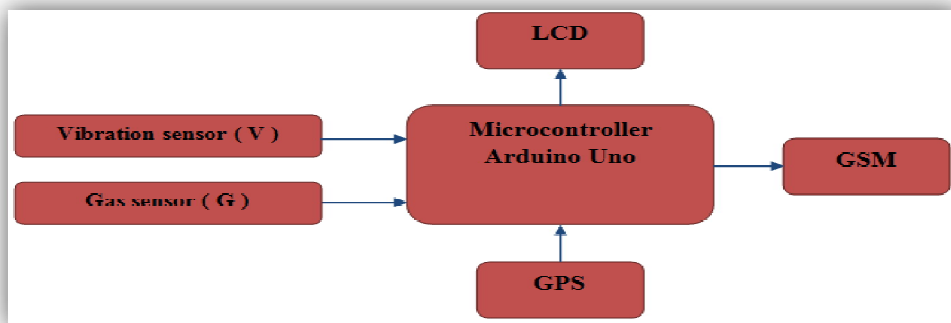 LCD
Vibration sensor ( V )
Microcontroller
Arduino Uno
GSM
Gas sensor ( G )
GPS